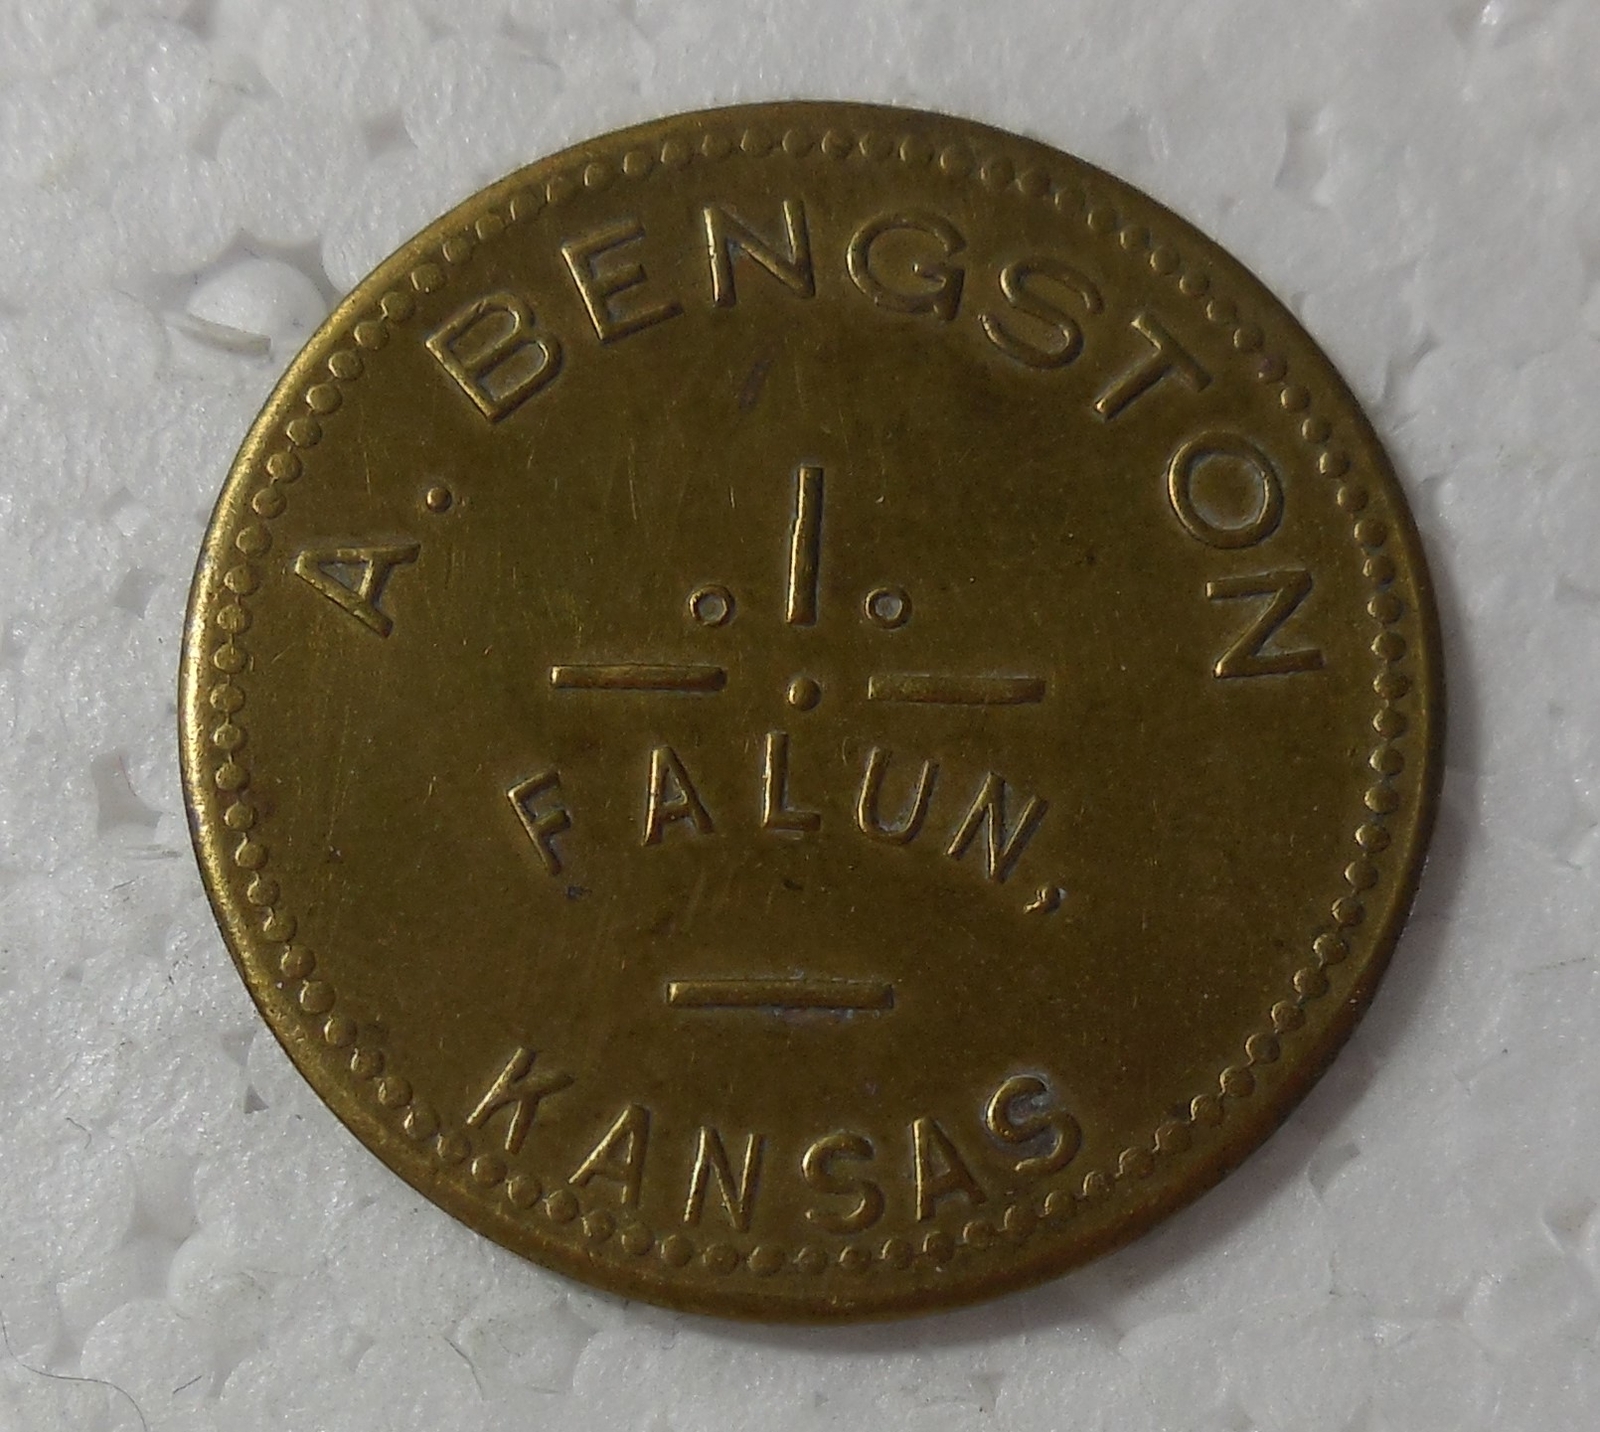 A. BENGSTON
FALUN,
KANSAS